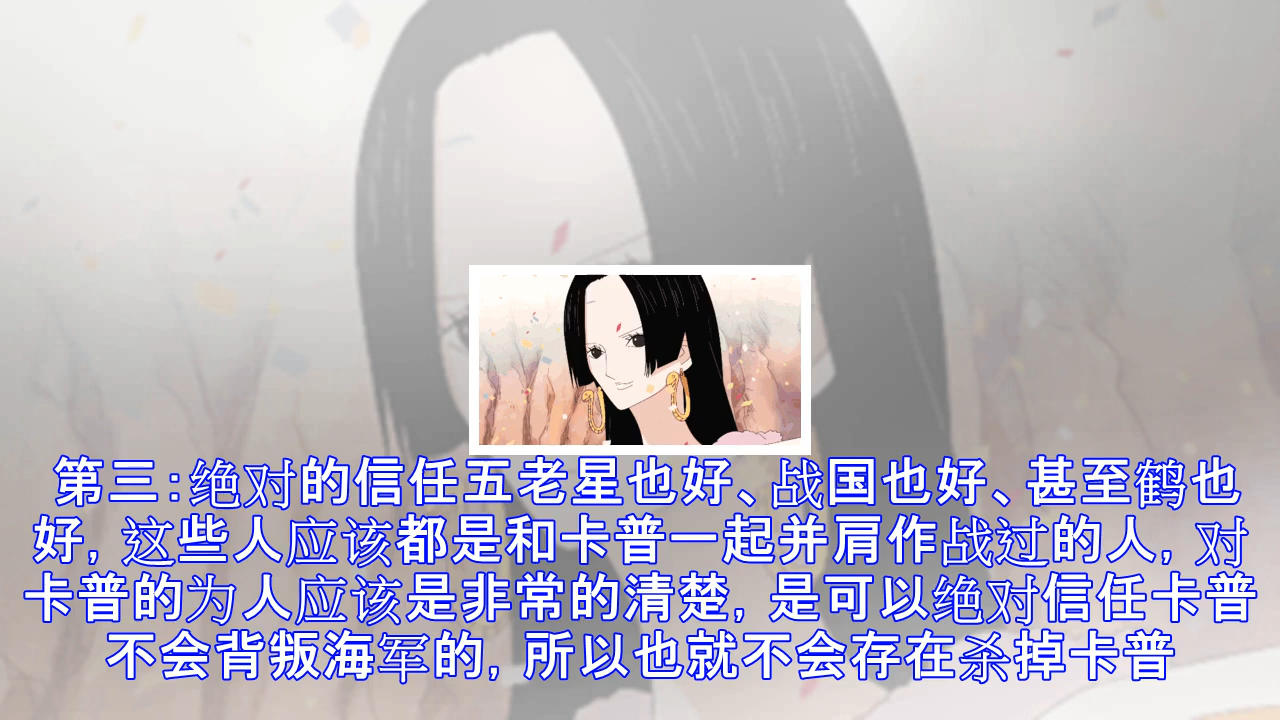 第三:绝对的信任五老星也好、战国也好、甚至鹤也
好, 这些人应该都是和卡普一起并肩作战过的人, 对
卡普的为人应该是非常的清楚, 是可以绝对信任卡普
不会背叛海军的, 所以也就不会存在杀掉卡普